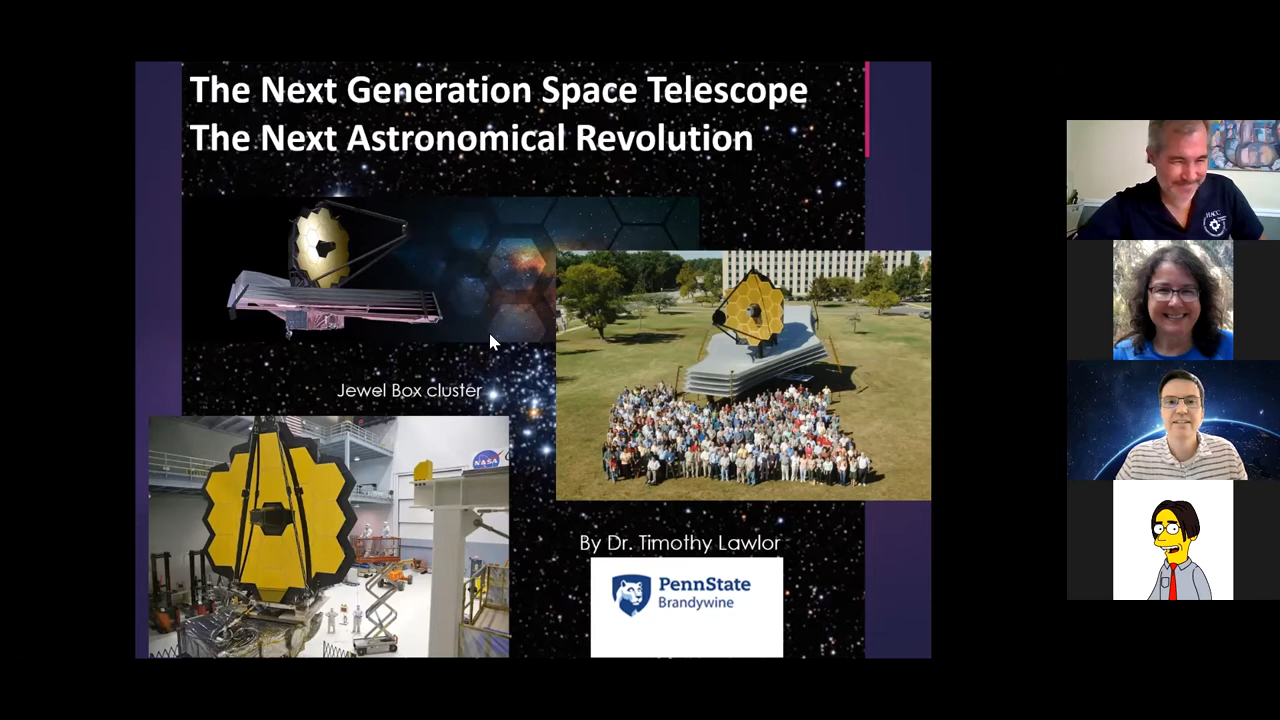 The Next Generation Space Telescope
The Next Astronomical Revolution
Jewel Box cluster
NASA
By Dr. Timothy Lawlor
PennState
Brandywine
HACC